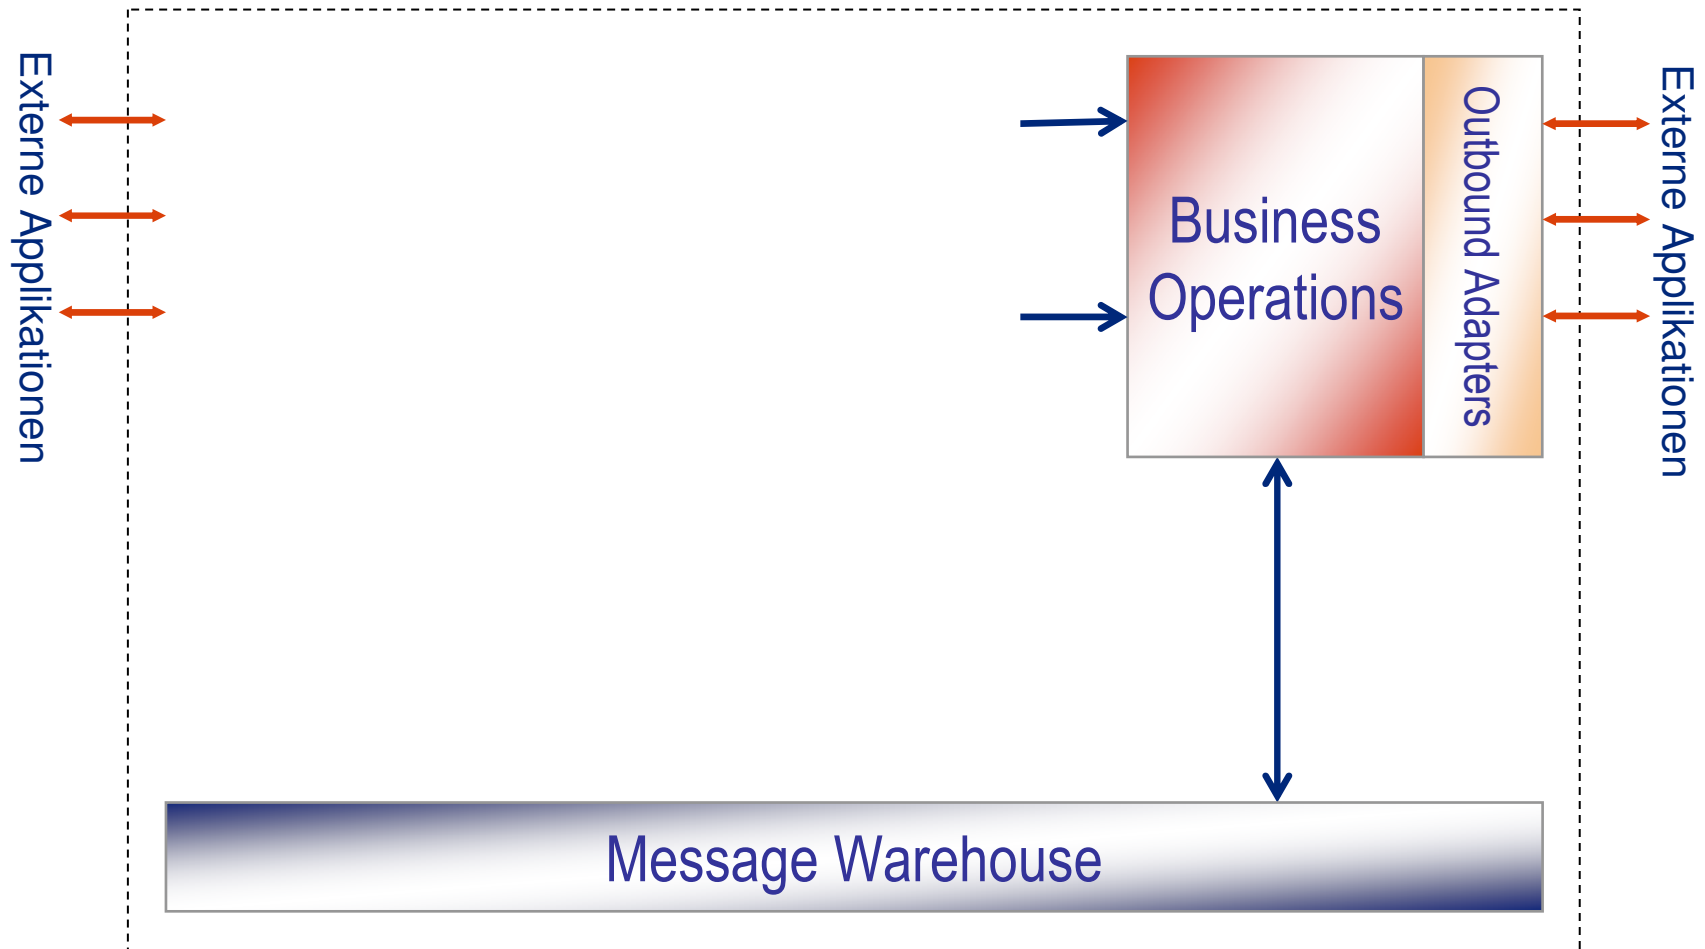 Externe Applikationen
Business
Operations
Outbound Adapters
Externe Applikationen
Message Warehouse